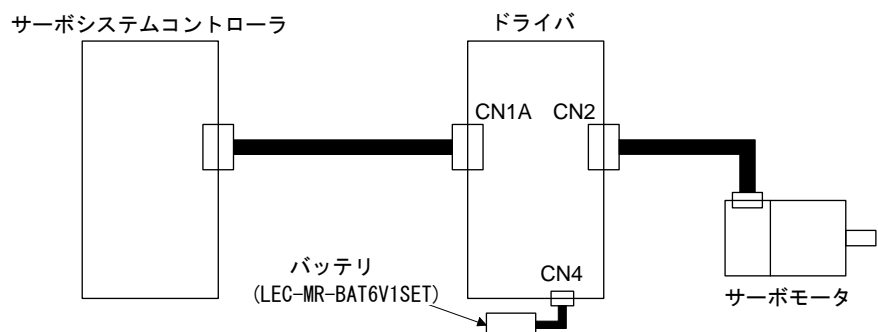 サーボシステムコントローラ
ドライバ
CN1A
CN2
バッテリ
(LEC-MR-BAT6V1SET)
CN4
サーボモータ